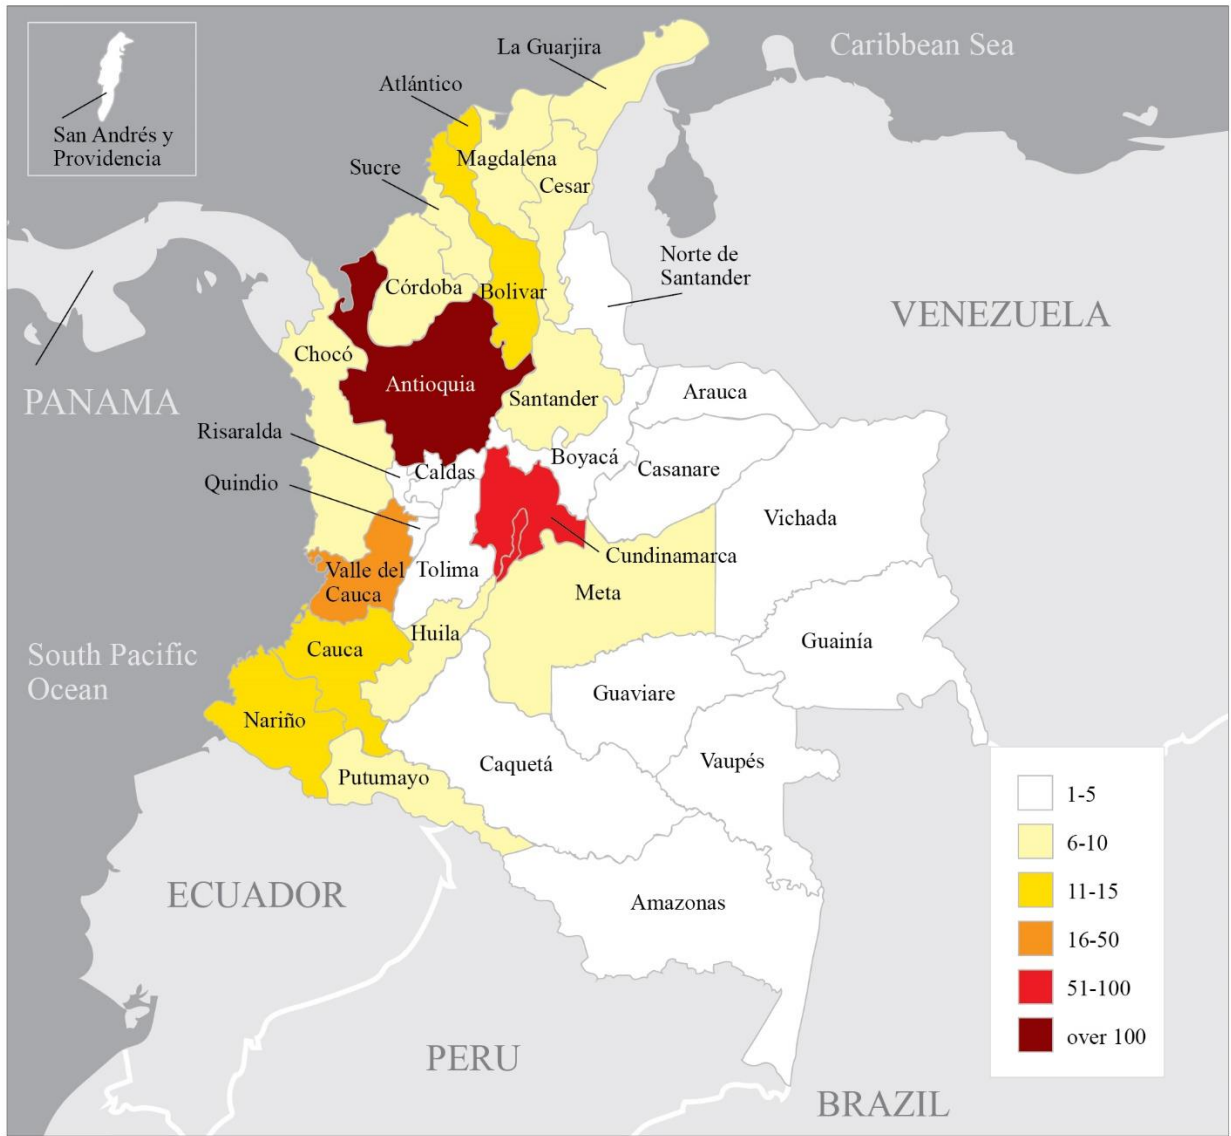 La Guarjira
Caribbean Sea
Atlántico
San Andrés y
Providencia
Sucre
Magdalena
Cesar
Norte de
Santander
Córdoba
Bolivar
VENEZUELA
Chocó
Antioquia
Santander
Arauca
PANAMA
Risaralda
Boyacá
Caldas
Casanare
Quindio
Vichada
Cundinamarca
Tolima
Valle del
Cauca
Meta
Huila
Guainía
Cauca
South Pacific
Ocean
Guaviare
Nariño
Caquetá
Vaupés
Putumayo
1-5
6-10
ECUADOR
11-15
Amazonas
16-50
51-100
over 100
PERU
BRAZIL